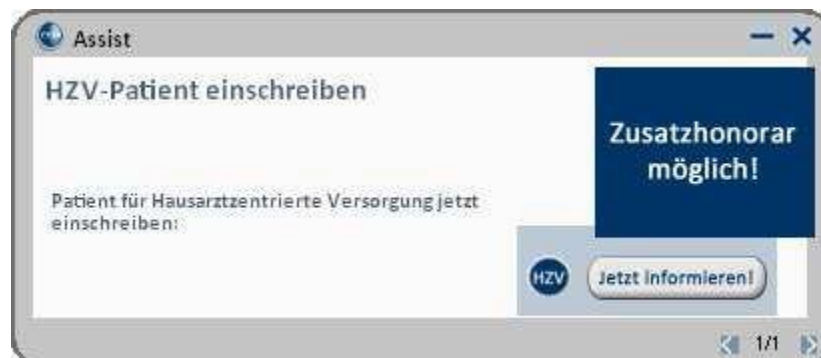 Assist
HZV-Patient einschreiben
Zusatzhonorar
möglich!
Patient für Hausarztzentrierte Versorgung jetzt
einschreiben:
HZV
Jetzt informieren!
1/1